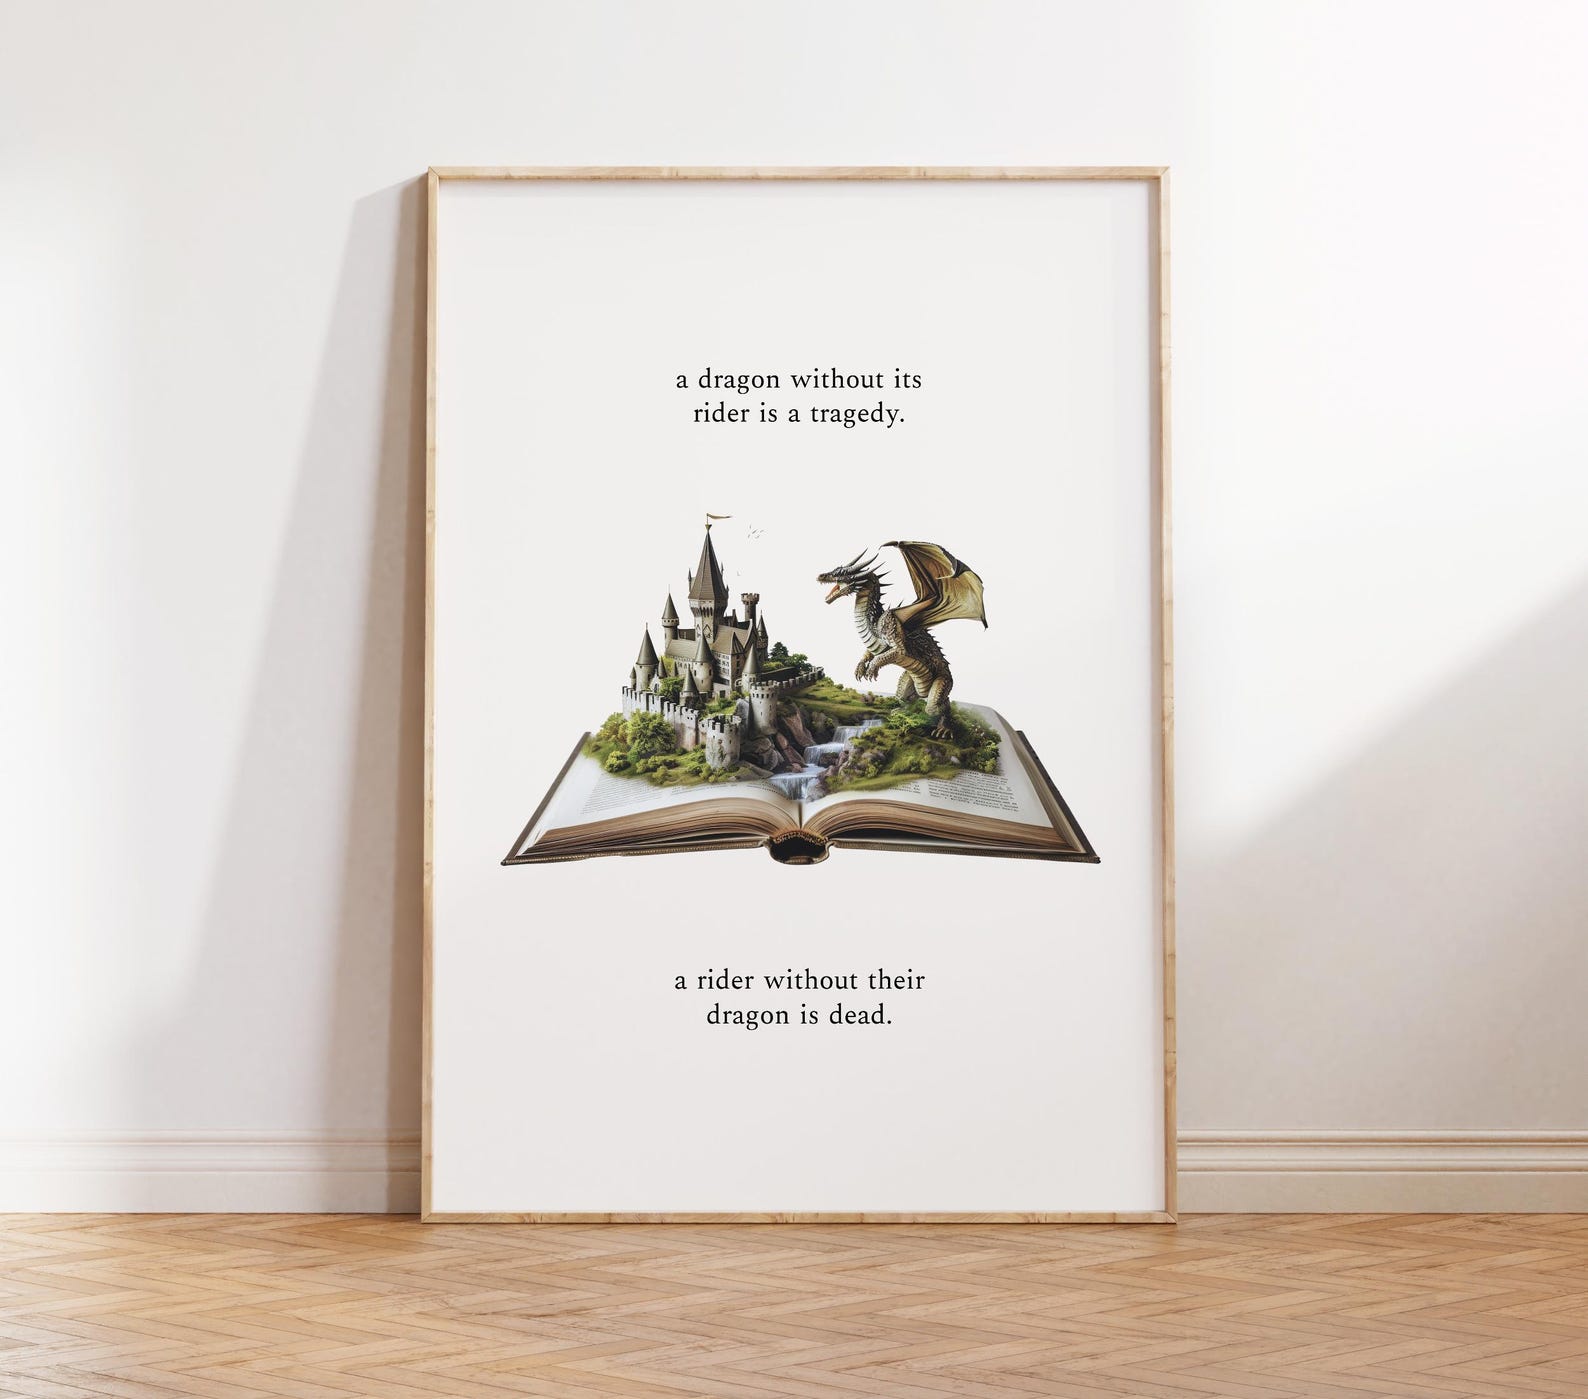 a dragon without its
rider is a tragedy.
a rider without their
dragon is dead.